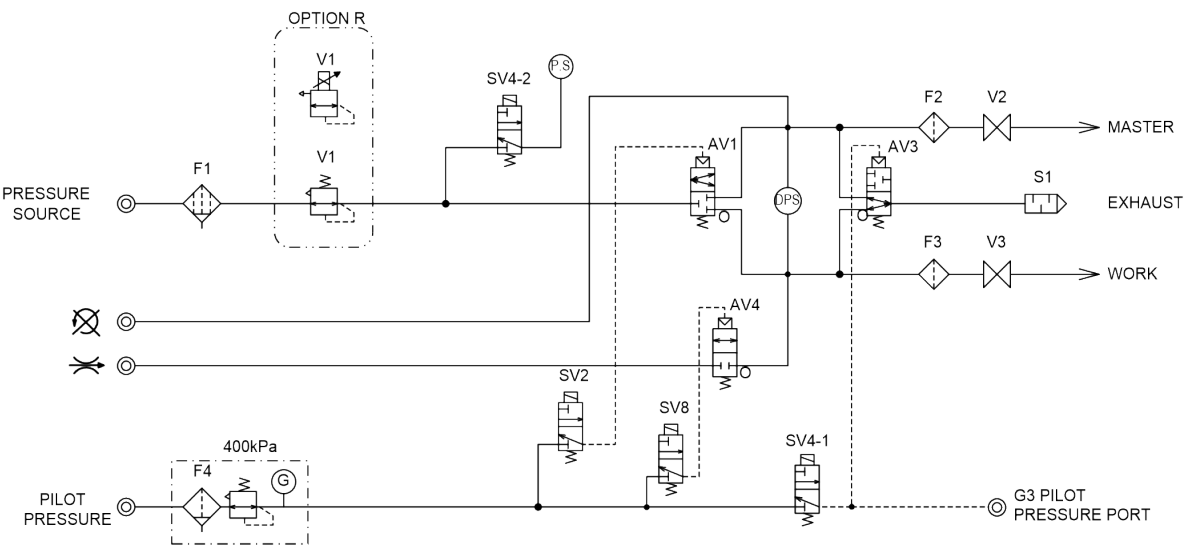 OPTION R
V1
P.S
SV4-2
F2
V2
MASTER
AV1
AV3
F1
V1
S1
PRESSURE
SOURCE
DPS
EXHAUST
F3
V3
WORK
AV4
SV2
SV8
400kPa
SV4-1
F4
G
PILOT
PRESSURE
G3 PILOT
PRESSURE PORT